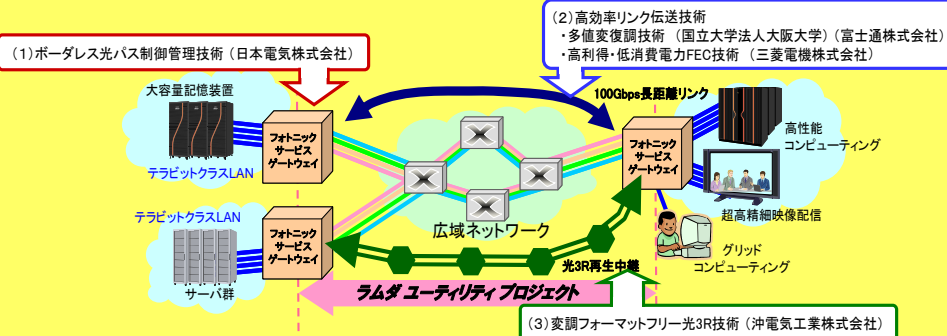 (1)ボーダレス光パス制御管理技術(日本電気株式会社)
(2)高効率リンク伝送技術
・多値変復調技術 (国立大学法人大阪大学)(富士通株式会社)
・高利得・低消費電力FEC技術 (三菱電機株式会社)
大容量記憶装置
テラビットクラスLAN
フォトニック
サービス
ゲートウェイ
100Gbps長距離リンク
フォトニック
サービス
ゲートウェイ
高性能
コンピューティング
超高精細映像配信
テラビットクラスLAN
サーバ群
フォトニック
サービス
ゲートウェイ
広域ネットワーク
光3R再生中継
グリッド
コンピューティング
ラムダ ユーティリティ プロジェクト
(3)変調フォーマットフリー光3R技術(沖電気工業株式会社)